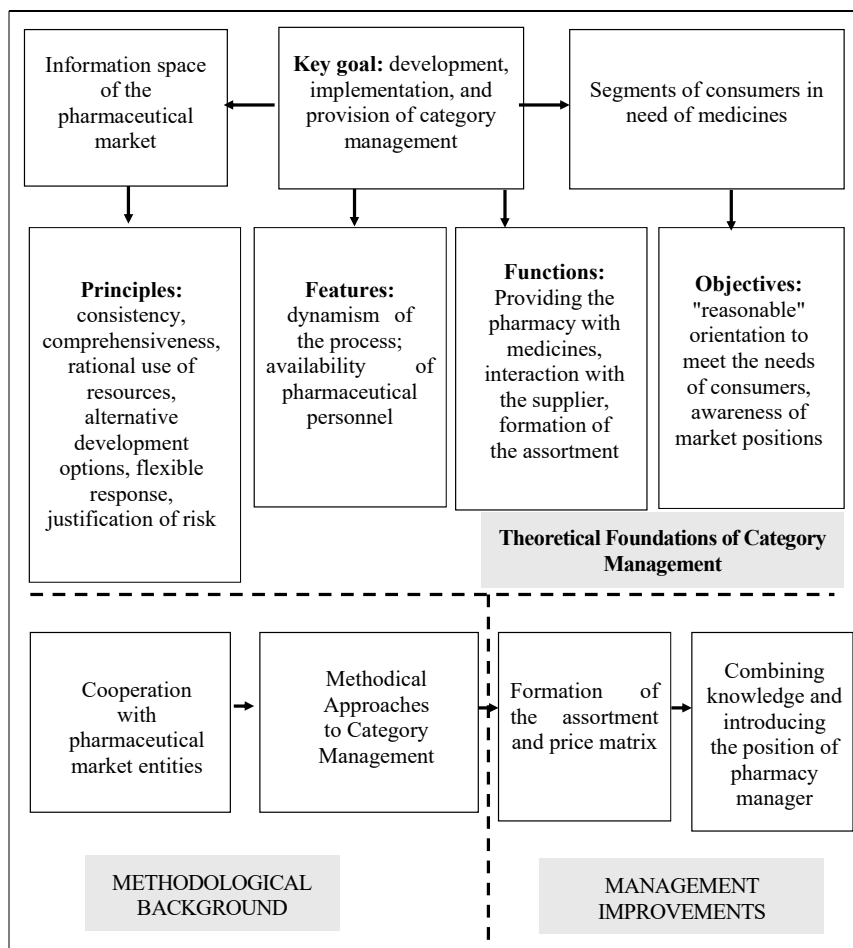 Information space
of the
pharmaceutical
market
Key goal: development,
implementation, and
provision of category
management
Segments of consumers in
need of medicines
Principles:
consistency,
comprehensiveness,
rational use of
resources,
alternative
development
options, flexible
response,
justification of risk
Features:
dynamism of
the process;
availability of
pharmaceutical
personnel
Functions:
Providing the
pharmacy with
medicines,
interaction with
the supplier,
formation of
the assortment
Objectives:
"reasonable"
orientation to
meet the needs
of consumers,
awareness of
market positions
Theoretical Foundations of Category
Management
Cooperation
with
pharmaceutical
market entities
Methodical
Approaches
to Category
Management
Formation of
the assortment
and price matrix
Combining
knowledge and
introducing
the position of
pharmacy
manager
METHODOLOGICAL
BACKGROUND
MANAGEMENT
IMPROVEMENTS